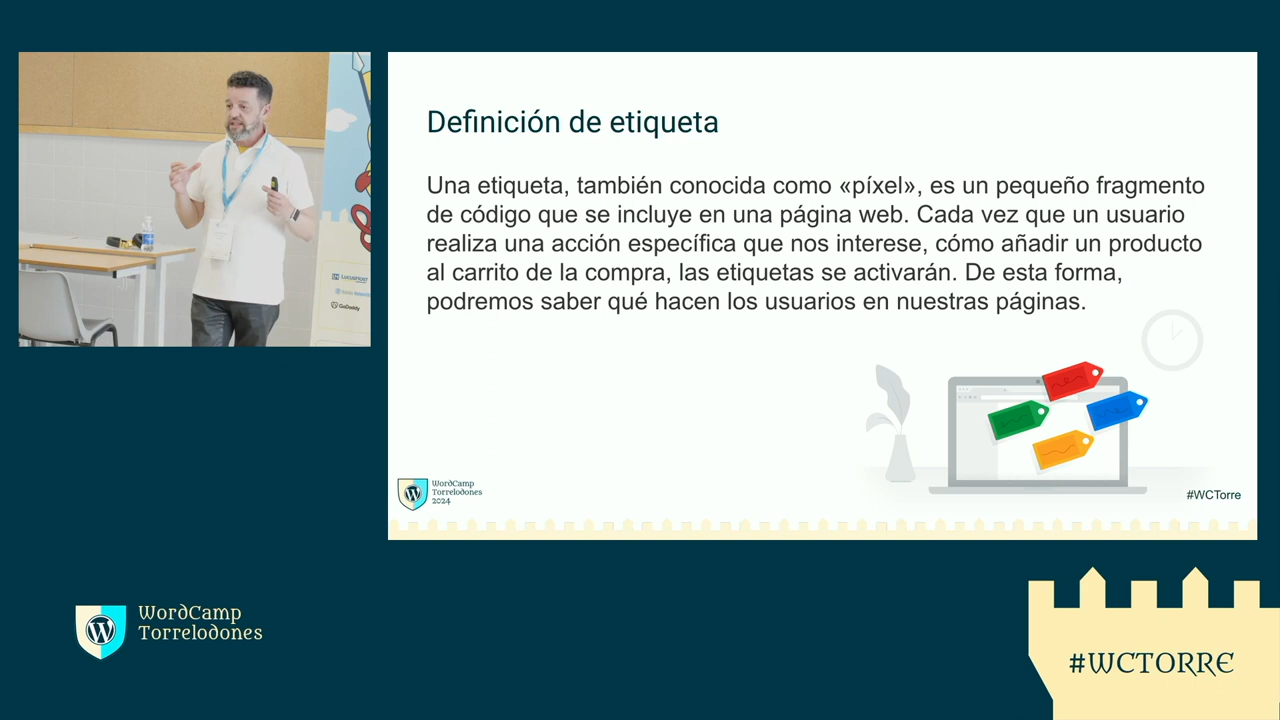 Definición de etiqueta
Una etiqueta, también conocida como «píxel», es un pequeño fragmento
de código que se incluye en una página web. Cada vez que un usuario
realiza una acción específica que nos interese, cómo añadir un producto
al carrito de la compra, las etiquetas se activarán. De esta forma,
podremos saber qué hacen los usuarios en nuestras páginas.
WordCamp
Torrelodones
2024
#WCTorre
LucusHost
GoDaddy
WordCamp
Torrelodones
#WCTORRE